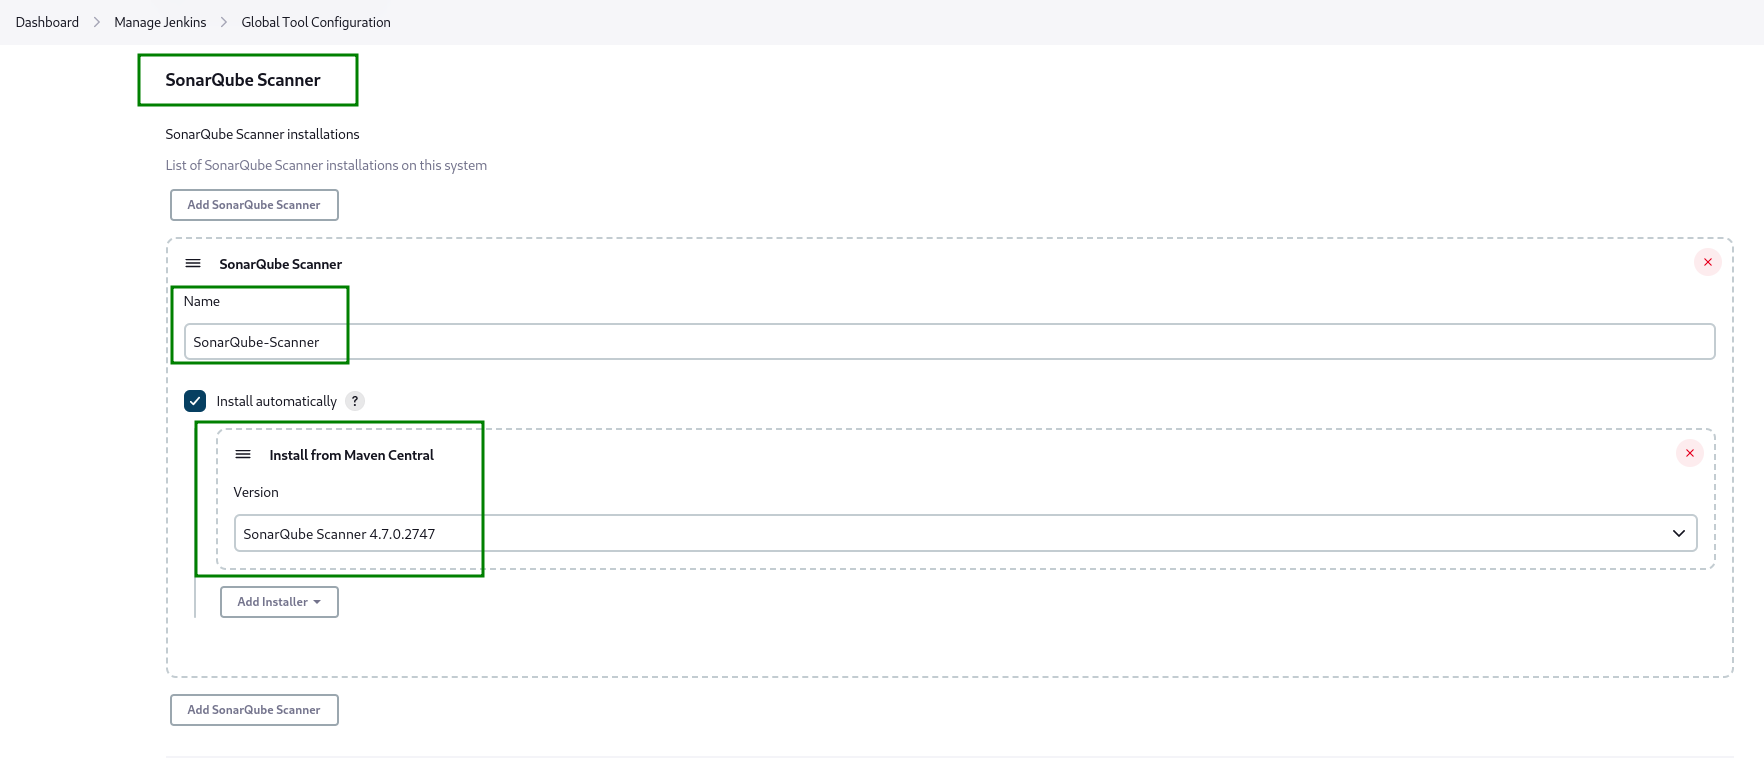 Dashboard > Manage Jenkins > Global Tool Configuration
SonarQube Scanner
SonarQube Scanner installations
List of SonarQube Scanner installations on this system
Add SonarQube Scanner
SonarQube Scanner
Name
SonarQube-Scanner
Install automatically ?
Install from Maven Central
Version
SonarQube Scanner 4.7.0.2747
Add Installer
Add SonarQube Scanner